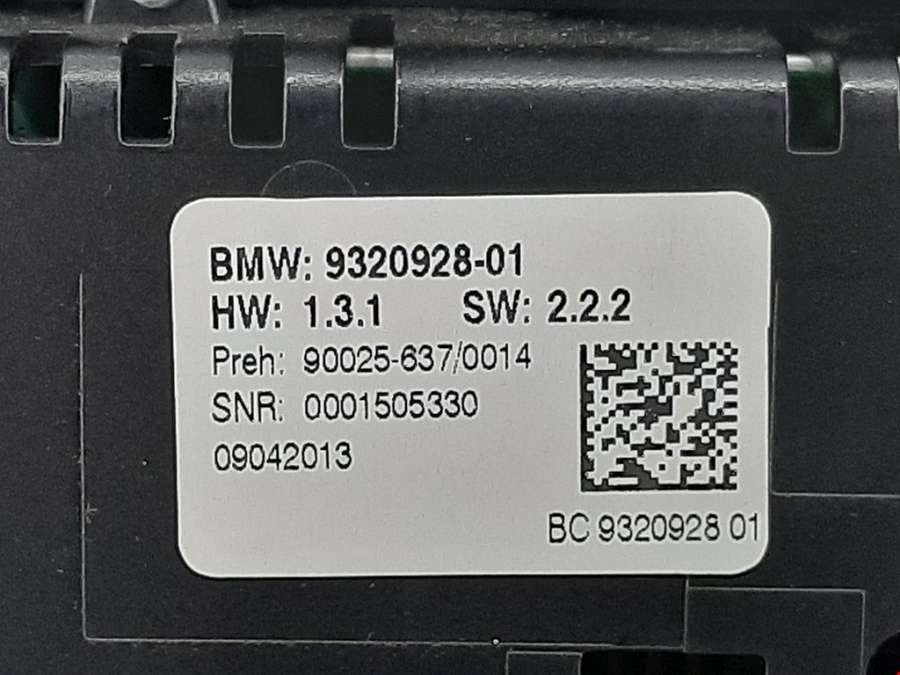 BMW: 9320928-01
HW: 1.3.1 SW: 2.2.2
Preh: 90025-637/0014
SNR: 0001505330
09042013
BC 9320928 01